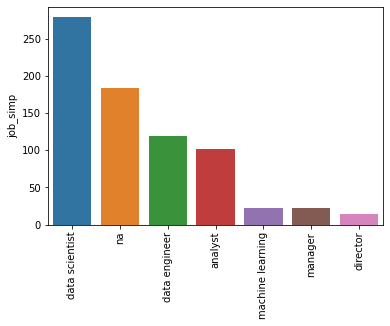 250
200
150
100
50
0
job_simp
data scientist
na
data engineer
analyst
machine learning
manager
director